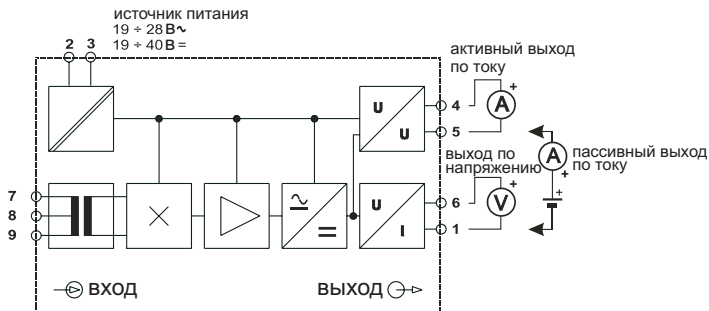 источник питания
19 ÷ 28 В ~
19 ÷ 40 В =
2 3
активный выход
по току
4
A
+
U
U
5
выход по
напряжению
A
+
пассивный выход
по току
7
8
9
×
~
=
U
I
6
V
+
+
1
ВХОД
ВЫХОД